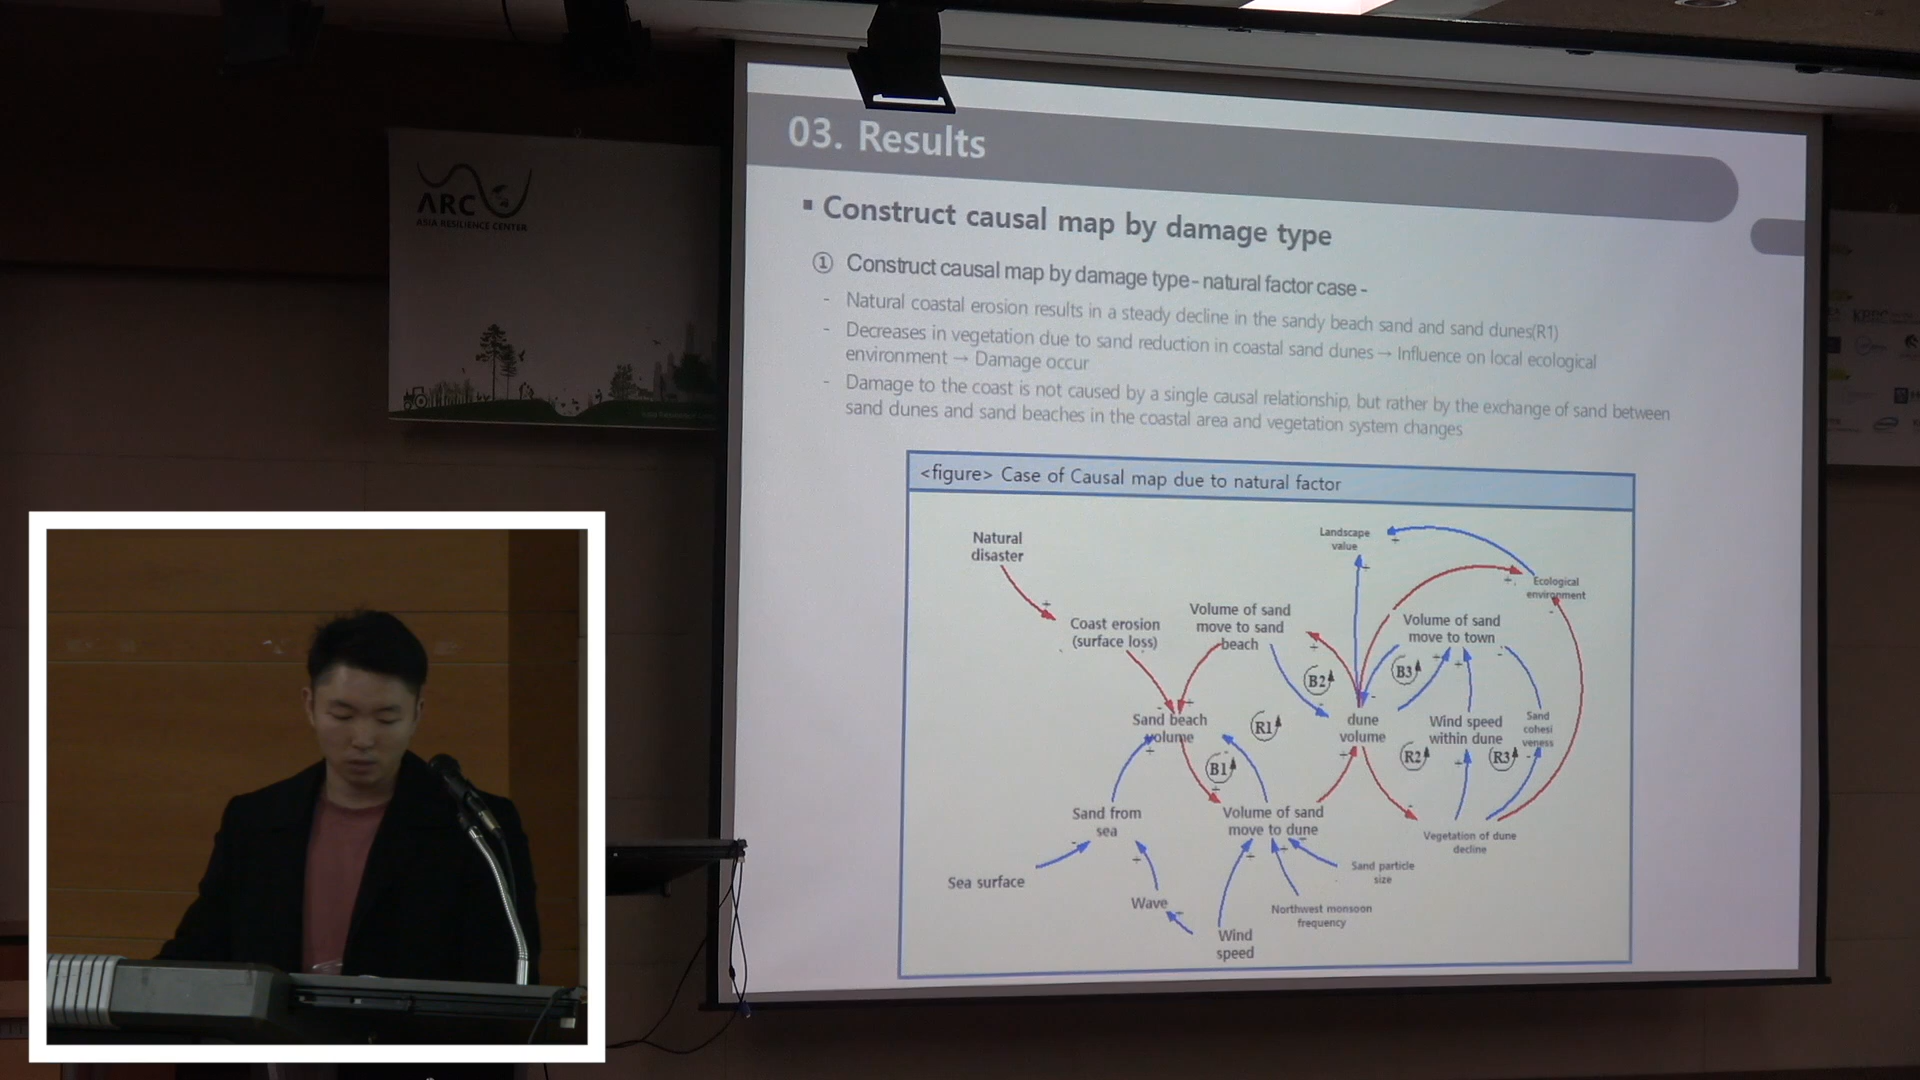 ARC
ASIA RESILIENCE CENTER
03. Results
▪ Construct causal map by damage type
① Construct causal map by damage type - natural factor case -
- Natural coastal erosion results in a steady decline in the sandy beach sand and sand dunes(R1)
- Decreases in vegetation due to sand reduction in coastal sand dunes → Influence on local ecological
environment → Damage occur
- Damage to the coast is not caused by a single causal relationship, but rather by the exchange of sand between
sand dunes and sand beaches in the coastal area and vegetation system changes
<figure> Case of Causal map due to natural factor
Natural
disaster
Landscape
value
Ecological
environment
Coast erosion
(surface loss)
Volume of sand
move to sand
beach
Volume of sand
move to town
B2
B3
Sand beach
volume
R1
dune
volume
Wind speed
within dune
Sand
cohesi
veness
B1
R2
R3
Sand from
sea
Volume of sand
move to dune
Vegetation of dune
decline
Sea surface
Sand particle
size
Wave
Northwest monsoon
frequency
Wind
speed